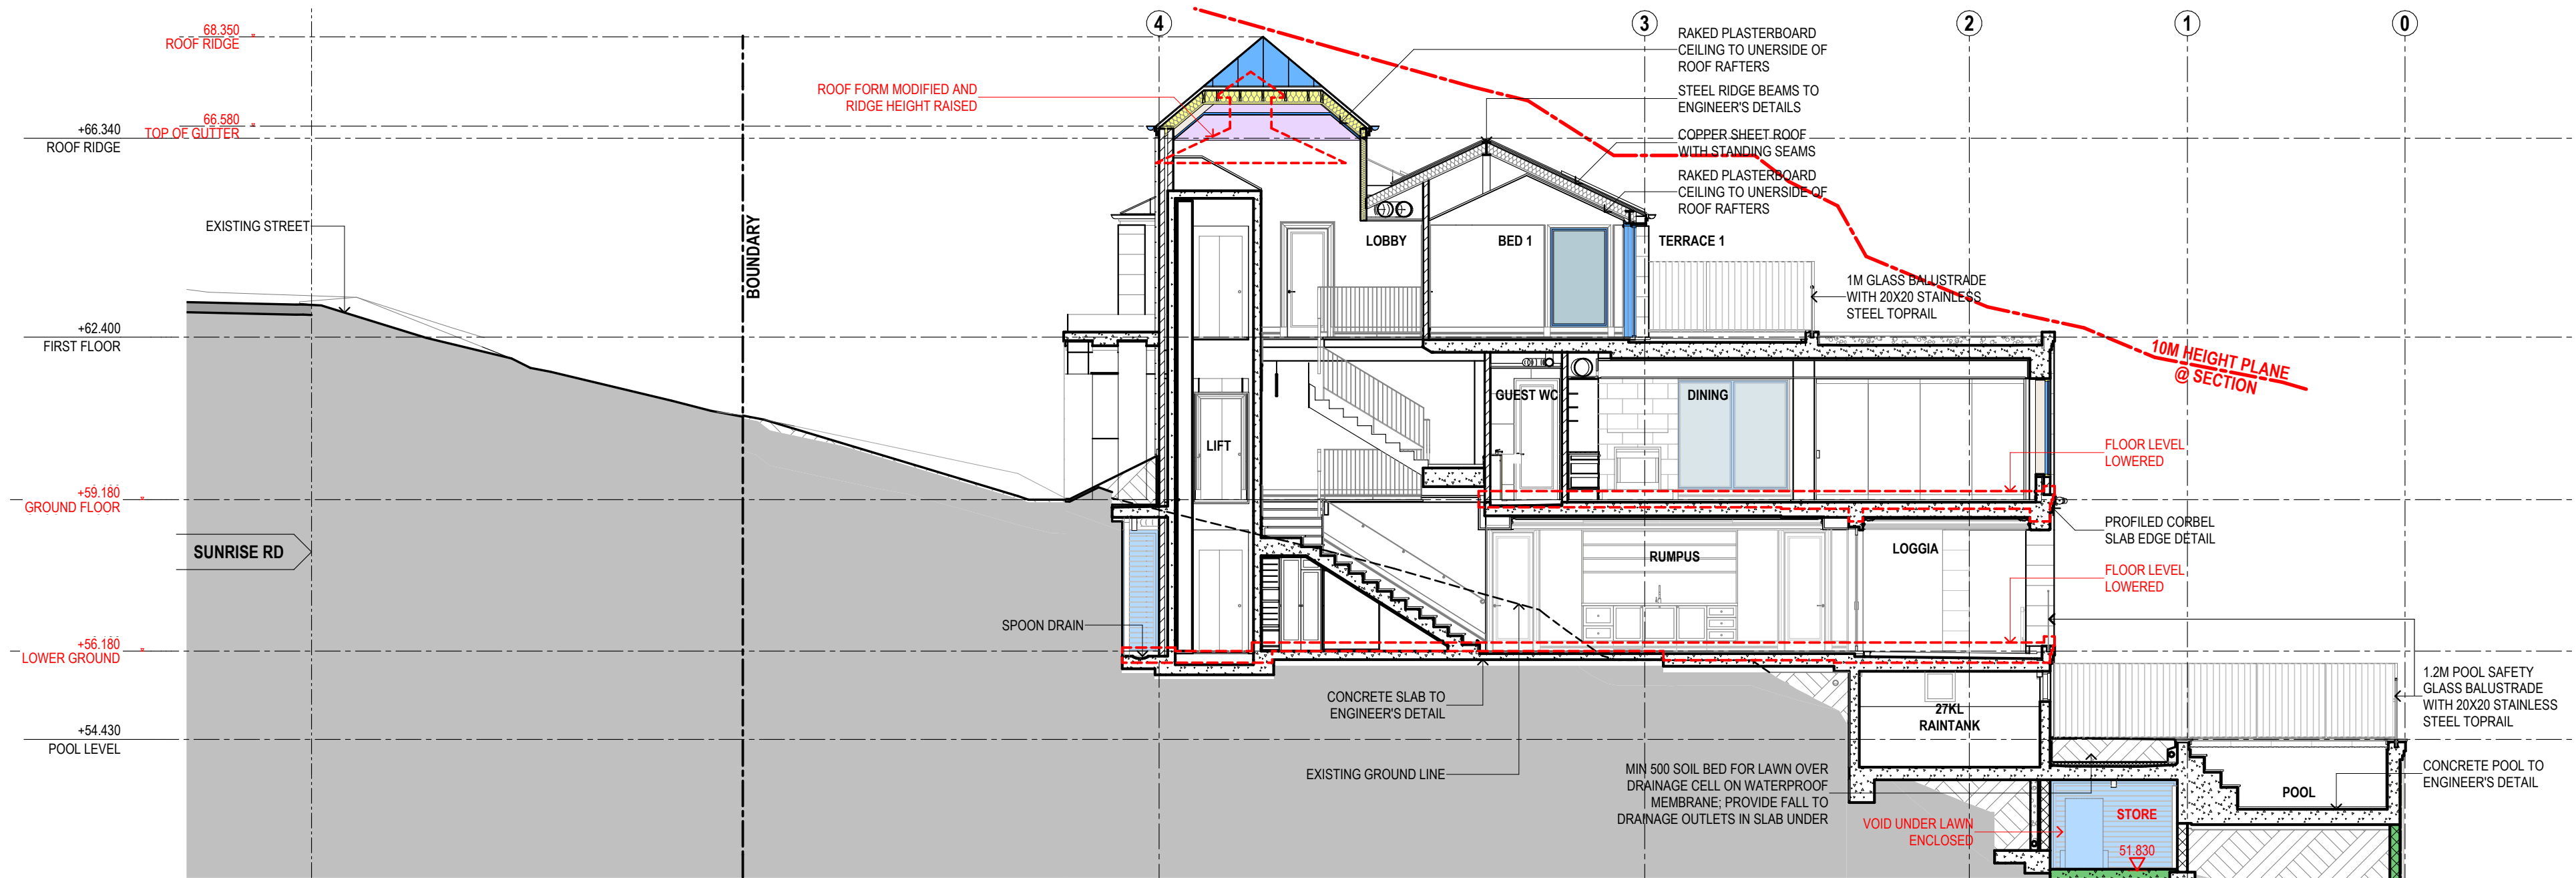 68.350
ROOF RIDGE
66.580
TOP OF GUTTER
+66.340
ROOF RIDGE
EXISTING STREET
+62.400
FIRST FLOOR
+59.180
GROUND FLOOR
SUNRISE RD
+56.180
LOWER GROUND
+54.430
POOL LEVEL
BOUNDARY
4
3
2
1
0
ROOF FORM MODIFIED AND
RIDGE HEIGHT RAISED
RAKED PLASTERBOARD
CEILING TO UNERSIDE OF
ROOF RAFTERS
STEEL RIDGE BEAMS TO
ENGINEER'S DETAILS
COPPER SHEET ROOF
WITH STANDING SEAMS
RAKED PLASTERBOARD
CEILING TO UNERSIDE OF
ROOF RAFTERS
LOBBY
BED 1
TERRACE 1
1M GLASS BALUSTRADE
WITH 20X20 STAINLESS
STEEL TOPRAIL
10M HEIGHT PLANE
@ SECTION
GUEST WC
DINING
LIFT
FLOOR LEVEL
LOWERED
PROFILED CORBEL
SLAB EDGE DETAIL
RUMPUS
LOGGIA
FLOOR LEVEL
LOWERED
SPOON DRAIN
CONCRETE SLAB TO
ENGINEER'S DETAIL
27KL
RAINTANK
1.2M POOL SAFETY
GLASS BALUSTRADE
WITH 20X20 STAINLESS
STEEL TOPRAIL
EXISTING GROUND LINE
MIN 500 SOIL BED FOR LAWN OVER
DRAINAGE CELL ON WATERPROOF
MEMBRANE; PROVIDE FALL TO
DRAINAGE OUTLETS IN SLAB UNDER
CONCRETE POOL TO
ENGINEER'S DETAIL
POOL
STORE
VOID UNDER LAWN
ENCLOSED
51.830